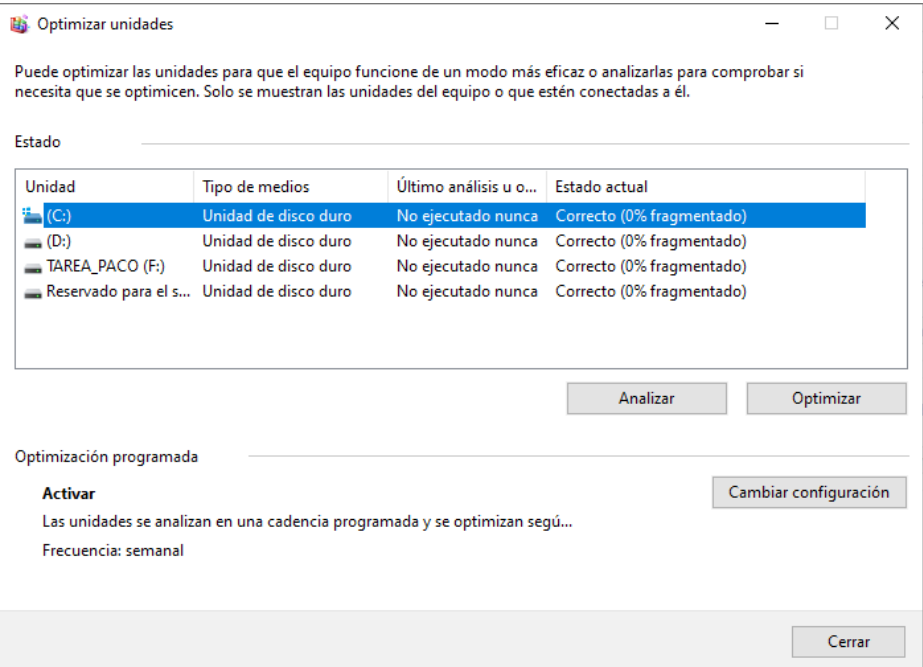 Optimizar unidades
Puede optimizar las unidades para que el equipo funcione de un modo más eficaz o analizarlas para comprobar si
necesita que se optimicen. Solo se muestran las unidades del equipo o que estén conectadas a él.
Estado
Unidad Tipo de medios Último análisis u o... Estado actual
(C:) Unidad de disco duro No ejecutado nunca Correcto (0% fragmentado)
(D:) Unidad de disco duro No ejecutado nunca Correcto (0% fragmentado)
TAREA_PACO (F:) Unidad de disco duro No ejecutado nunca Correcto (0% fragmentado)
Reservado para el s... Unidad de disco duro No ejecutado nunca Correcto (0% fragmentado)
Analizar Optimizar
Optimización programada
Activar Cambiar configuración
Las unidades se analizan en una cadencia programada y se optimizan segú...
Frecuencia: semanal
Cerrar